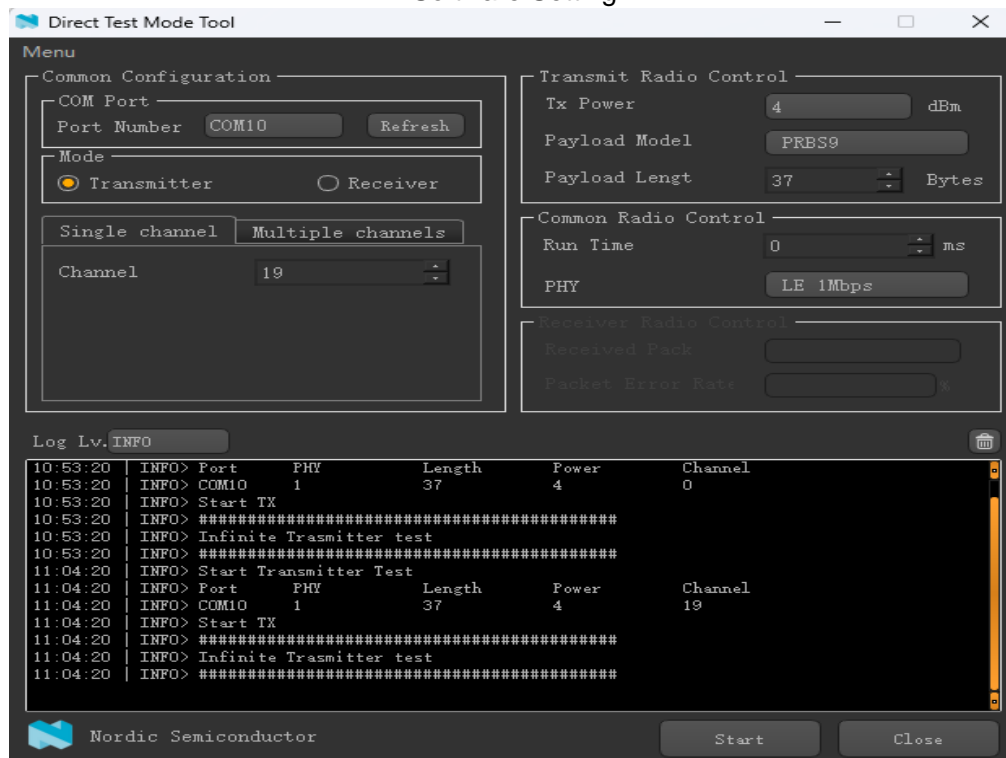 Direct Test Mode Tool
Menu
Common Configuration
COM Port
Port Number COM10 Refresh
Mode
Transmitter Receiver
Single channel Multiple channels
Channel 19
Transmit Radio Control
Tx Power 4 dBm
Payload Model PRBS9
Payload Lengt 37 Bytes
Common Radio Control
Run Time 0 ms
PHY LE 1Mbps
Receiver Radio Control
Received Pack
Packet Error Rate %
Log Lv. INFO
10:53:20 | INFO> Port PHY Length Power Channel
10:53:20 | INFO> COM10 1 37 4 0
10:53:20 | INFO> Start TX
10:53:20 | INFO> ##########################################
10:53:20 | INFO> Infinite Trasmitter test
10:53:20 | INFO> ##########################################
11:04:20 | INFO> Start Transmitter Test
11:04:20 | INFO> Port PHY Length Power Channel
11:04:20 | INFO> COM10 1 37 4 19
11:04:20 | INFO> Start TX
11:04:20 | INFO> ##########################################
11:04:20 | INFO> Infinite Trasmitter test
11:04:20 | INFO> ##########################################
Nordic Semiconductor Start Close